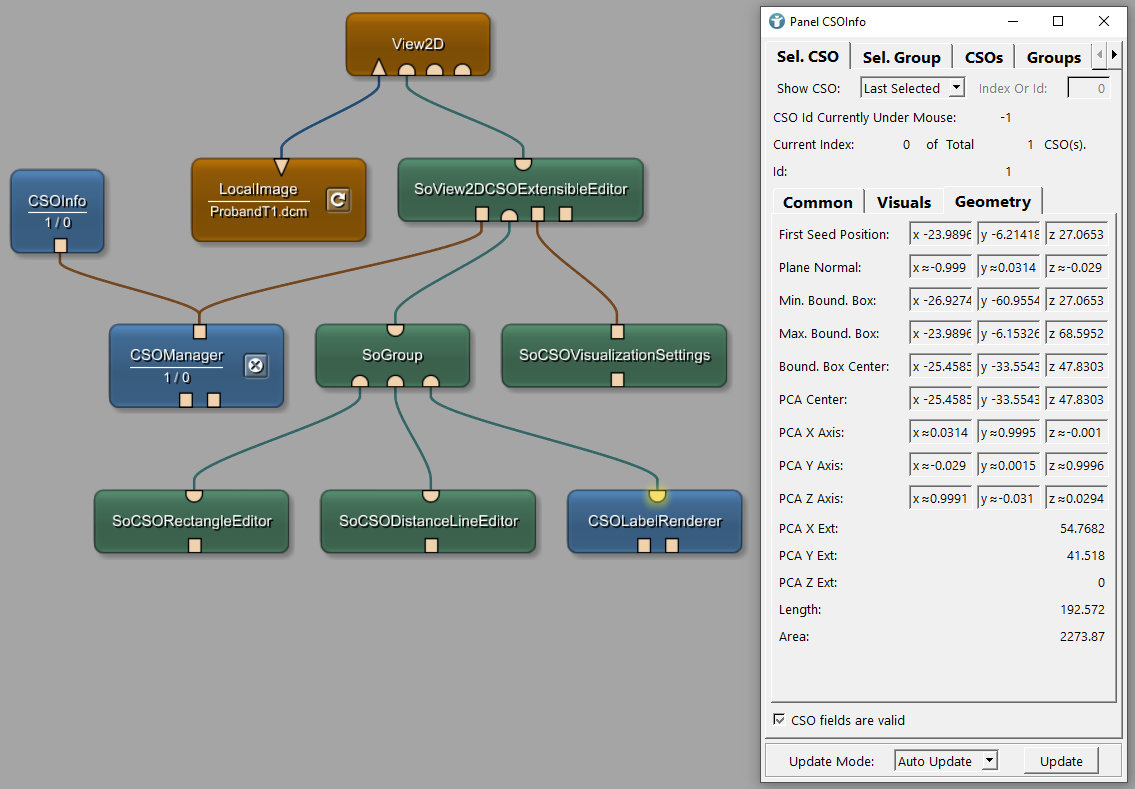 View2D
CSOInfo
1 / 0
LocalImage
ProbandT1.dcm
SoView2DCSOExtensibleEditor
CSOManager
1 / 0
SoGroup
SoCSOVisualizationSettings
SoCSORectangleEditor
SoCSODistanceLineEditor
CSOLabelRenderer
Panel CSOInfo
Sel. CSO Sel. Group CSOs Groups
Show CSO: Last Selected Index Or Id: 0
CSO Id Currently Under Mouse: -1
Current Index: 0 of Total 1 CSO(s).
Id: 1
Common Visuals Geometry
First Seed Position: x -23.9896 y -6.21418 z 27.0653
Plane Normal: x ≈-0.999 y ≈0.0314 z ≈-0.029
Min. Bound. Box: x -26.9274 y -60.9554 z 27.0653
Max. Bound. Box: x -23.9896 y -6.15326 z 68.5952
Bound. Box Center: x -25.4585 y -33.5543 z 47.8303
PCA Center: x -25.4585 y -33.5543 z 47.8303
PCA X Axis: x ≈0.0314 y ≈0.9995 z ≈-0.001
PCA Y Axis: x ≈-0.029 y ≈0.0015 z ≈0.9996
PCA Z Axis: x ≈0.9991 y ≈-0.031 z ≈0.0294
PCA X Ext: 54.7682
PCA Y Ext: 41.518
PCA Z Ext: 0
Length: 192.572
Area: 2273.87
CSO fields are valid
Update Mode: Auto Update Update